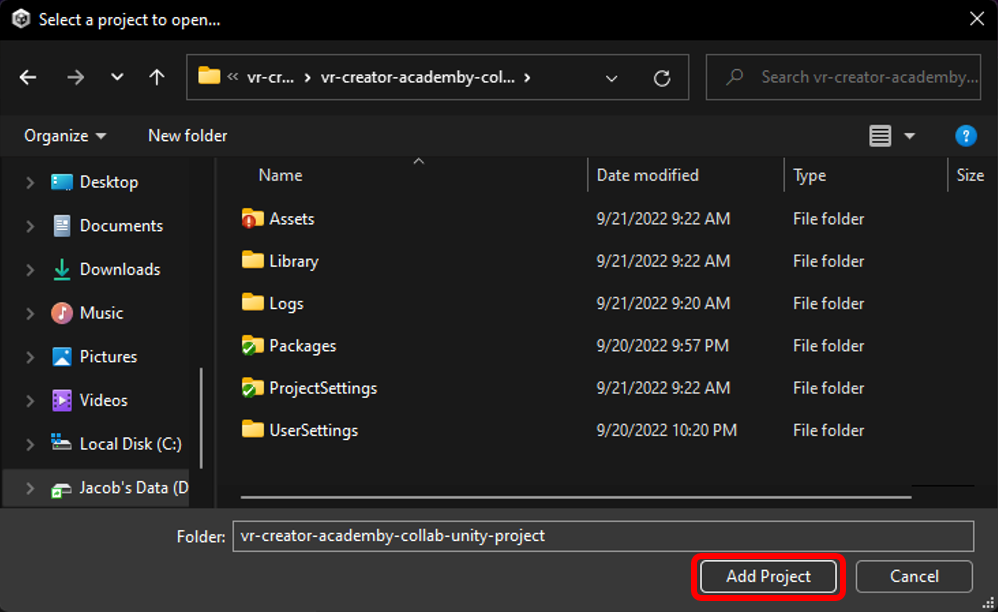 Select a project to open...
« vr-cr... › vr-creator-academby-col... ›
Search vr-creator-academby...
Organize
New folder
?
Name
Date modified
Type
Size
Desktop
Documents
Downloads
Music
Pictures
Videos
Local Disk (C:)
Jacob's Data (D
Assets 9/21/2022 9:22 AM File folder
Library 9/21/2022 9:22 AM File folder
Logs 9/21/2022 9:20 AM File folder
Packages 9/20/2022 9:57 PM File folder
ProjectSettings 9/21/2022 9:22 AM File folder
UserSettings 9/20/2022 10:20 PM File folder
Folder: vr-creator-academby-collab-unity-project
Add Project
Cancel